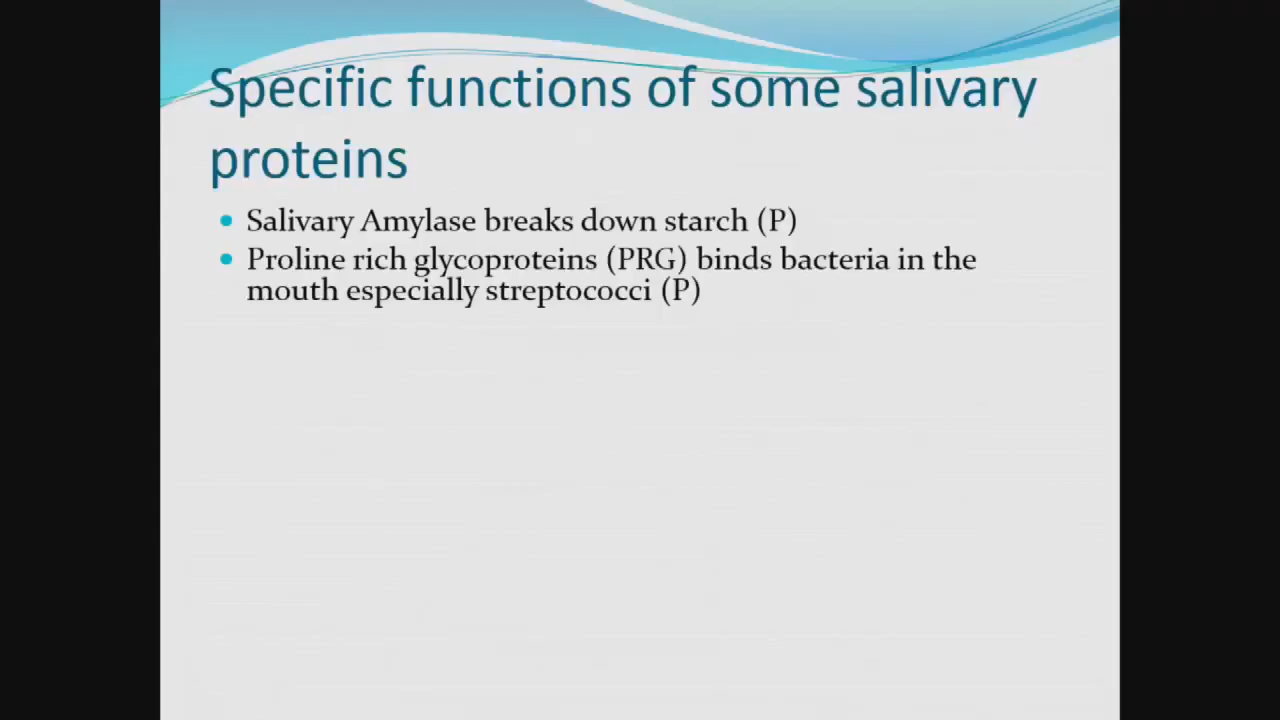 Specific functions of some salivary
proteins
Salivary Amylase breaks down starch (P)
Proline rich glycoproteins (PRG) binds bacteria in the
mouth especially streptococci (P)